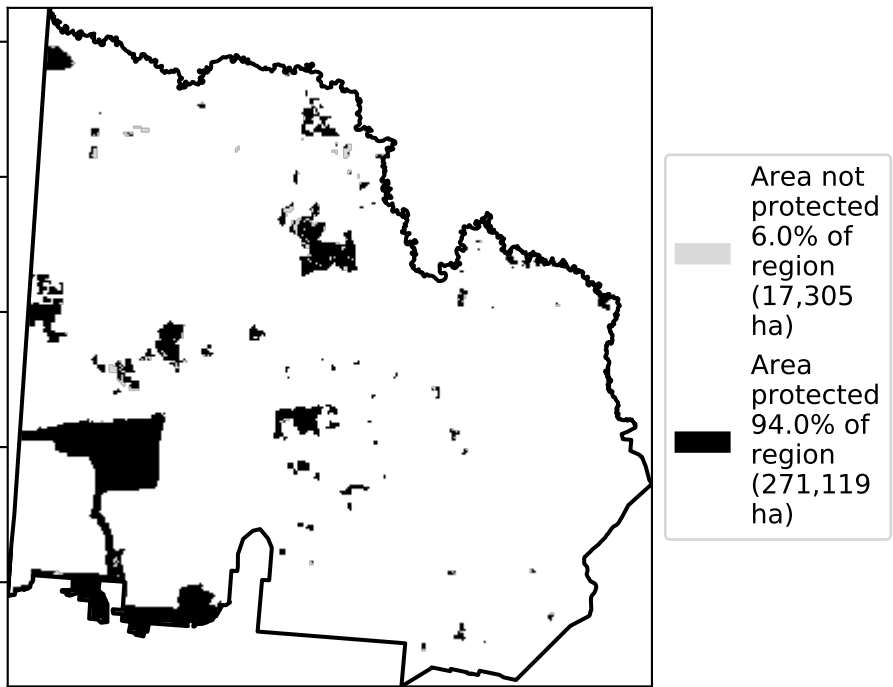 Area not
protected
6.0% of
region
(17,305
ha)
Area
protected
94.0% of
region
(271,119
ha)